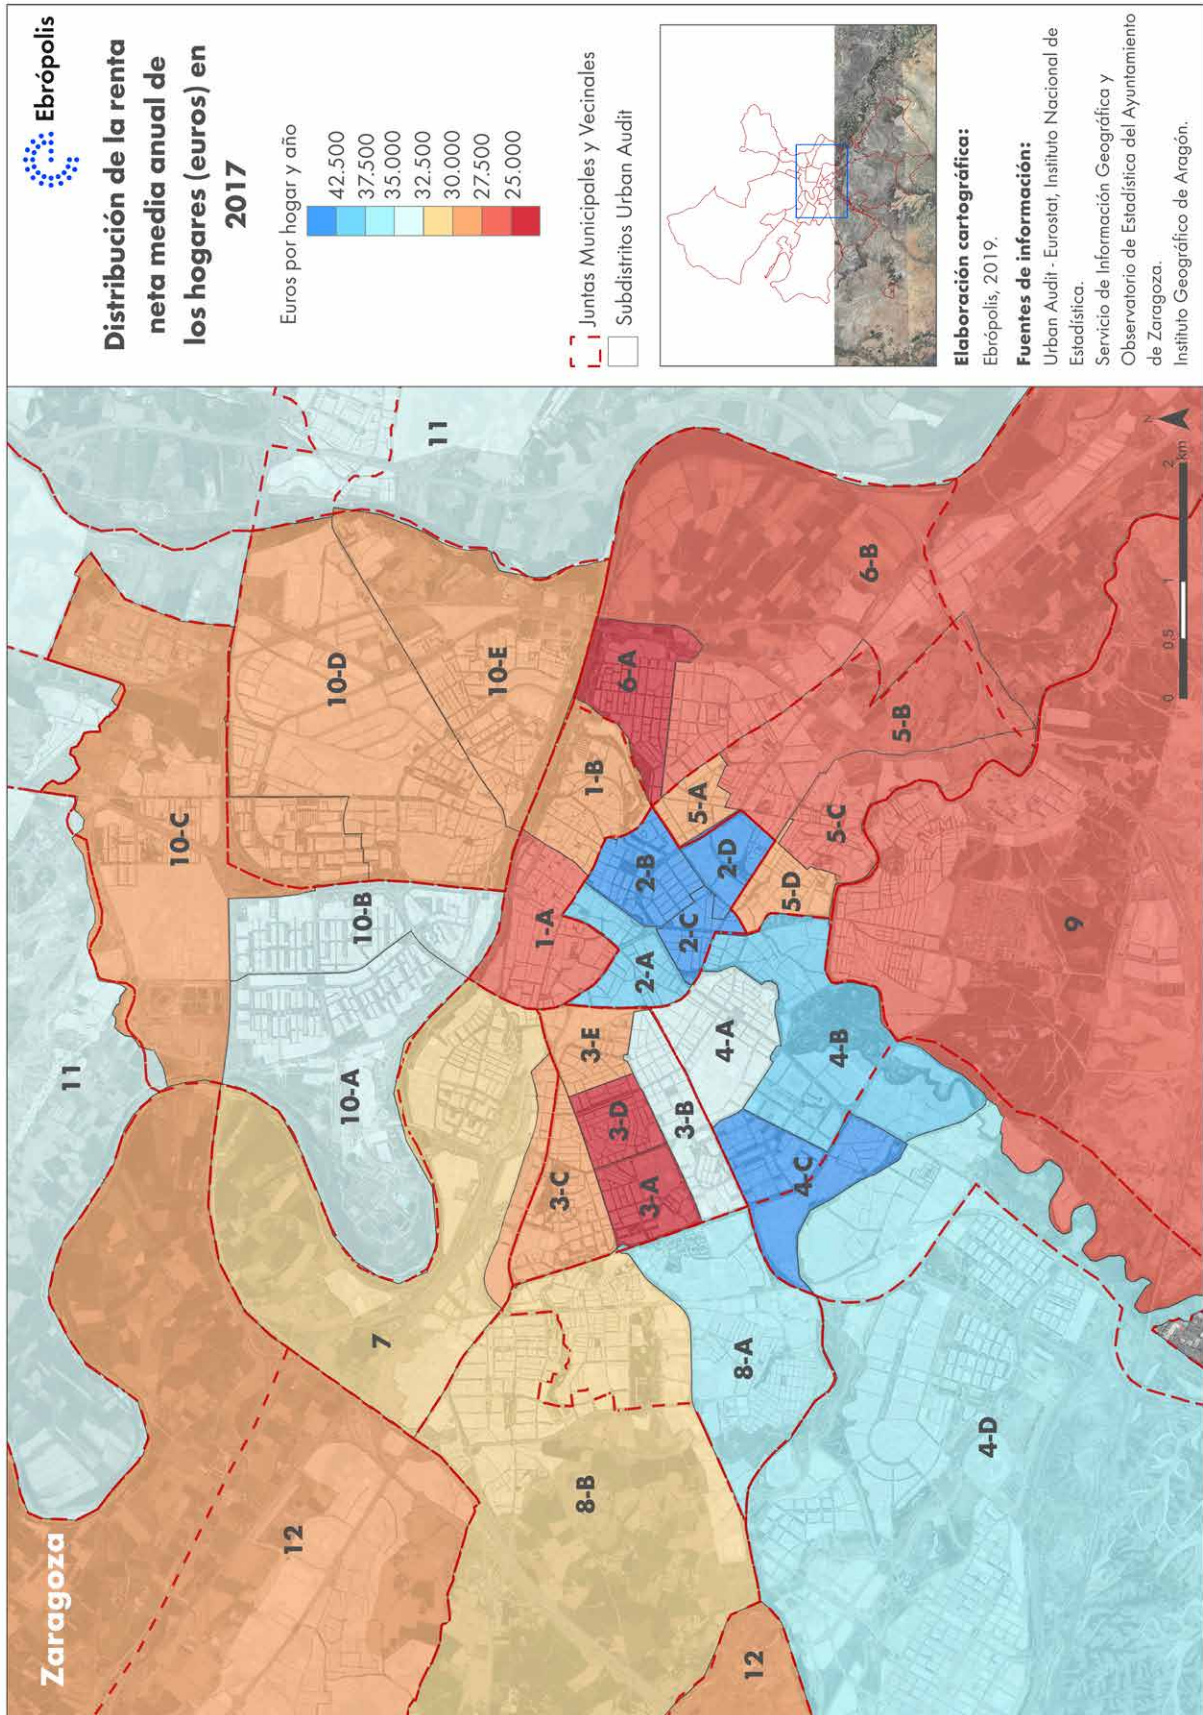 Zaragoza
11
11
10-C
10-D
10-B
10-A
10-E
12
7
1-A
1-B
6-A
3-C
3-E
3-D
3-A
3-B
2-A
2-B
2-C
2-D
5-A
5-D
5-C
5-B
6-B
8-B
8-A
4-A
4-B
4-C
4-D
9
12
0
0,5
1
2
km
N
Ebrópolis
Distribución de la renta
neta media anual de
los hogares (euros) en
2017
Euros por hogar y año
42.500
37.500
35.000
32.500
30.000
27.500
25.000
Juntas Municipales y Vecinales
Subdistritos Urban Audit
Elaboración cartográfica:
Ebrópolis, 2019.
Fuentes de información:
Urban Audit - Eurostat, Instituto Nacional de
Estadística.
Servicio de Información Geográfica y
Observatorio de Estadística del Ayuntamiento
de Zaragoza.
Instituto Geográfico de Aragón.